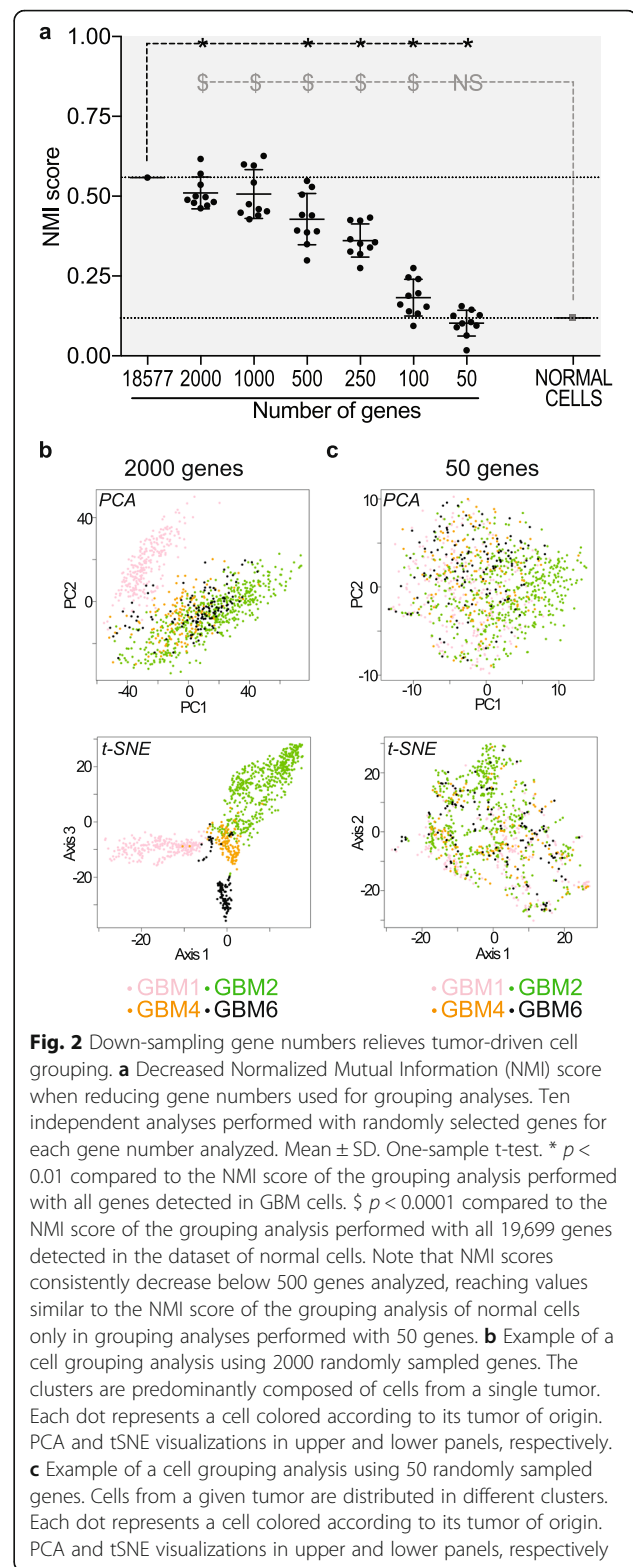 a
1.00
0.75
0.50
0.25
0.00
NMI score
* * * * *
$ $ $ $ $ NS
18577 2000 1000 500 250 100 50 NORMAL
CELLS
Number of genes
b c
2000 genes 50 genes
PCA
40
0
PC2
-40 0 40
PC1
PCA
10
0
-10
PC2
-10 0 10
PC1
t-SNE
20
0
-20
Axis 3
-20 0
Axis 1
t-SNE
20
0
-20
Axis 2
-20 0 20
Axis 1
• GBM1 • GBM2
• GBM4 • GBM6
• GBM1 • GBM2
• GBM4 • GBM6
Fig. 2 Down-sampling gene numbers relieves tumor-driven cell
grouping. a Decreased Normalized Mutual Information (NMI) score
when reducing gene numbers used for grouping analyses. Ten
independent analyses performed with randomly selected genes for
each gene number analyzed. Mean ± SD. One-sample t-test. * p <
0.01 compared to the NMI score of the grouping analysis performed
with all genes detected in GBM cells. $ p < 0.0001 compared to the
NMI score of the grouping analysis performed with all 19,699 genes
detected in the dataset of normal cells. Note that NMI scores
consistently decrease below 500 genes analyzed, reaching values
similar to the NMI score of the grouping analysis of normal cells
only in grouping analyses performed with 50 genes. b Example of a
cell grouping analysis using 2000 randomly sampled genes. The
clusters are predominantly composed of cells from a single tumor.
Each dot represents a cell colored according to its tumor of origin.
PCA and tSNE visualizations in upper and lower panels, respectively.
c Example of a cell grouping analysis using 50 randomly sampled
genes. Cells from a given tumor are distributed in different clusters.
Each dot represents a cell colored according to its tumor of origin.
PCA and tSNE visualizations in upper and lower panels, respectively